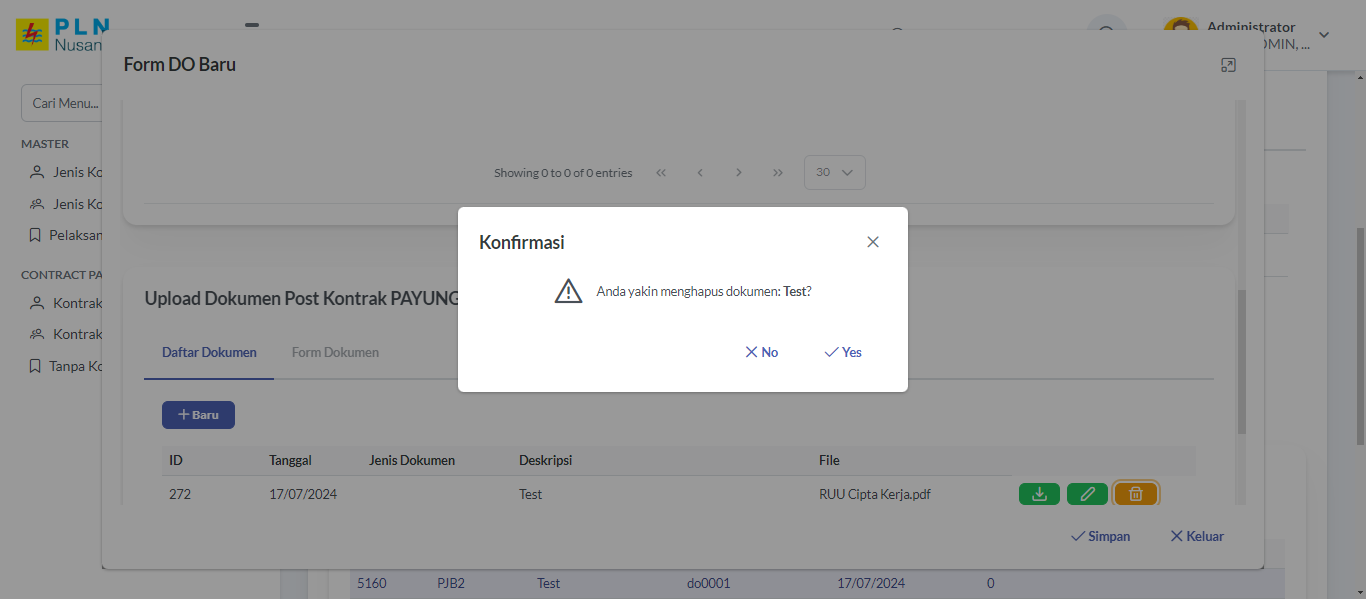 PLN
Nusan
Administrator
DMIN, ...
Form DO Baru
Cari Menu...
MASTER
Jenis Ko
Jenis Ko
Pelaksan
CONTRACT PA
Kontrak
Kontrak
Tanpa Ko
Showing 0 to 0 of 0 entries
30
Konfirmasi
Anda yakin menghapus dokumen: Test?
No
Yes
Upload Dokumen Post Kontrak PAYUNG
Daftar Dokumen
Form Dokumen
Baru
ID Tanggal Jenis Dokumen Deskripsi File
272 17/07/2024 Test RUU Cipta Kerja.pdf
Simpan
Keluar
5160 PJB2 Test do0001 17/07/2024 0